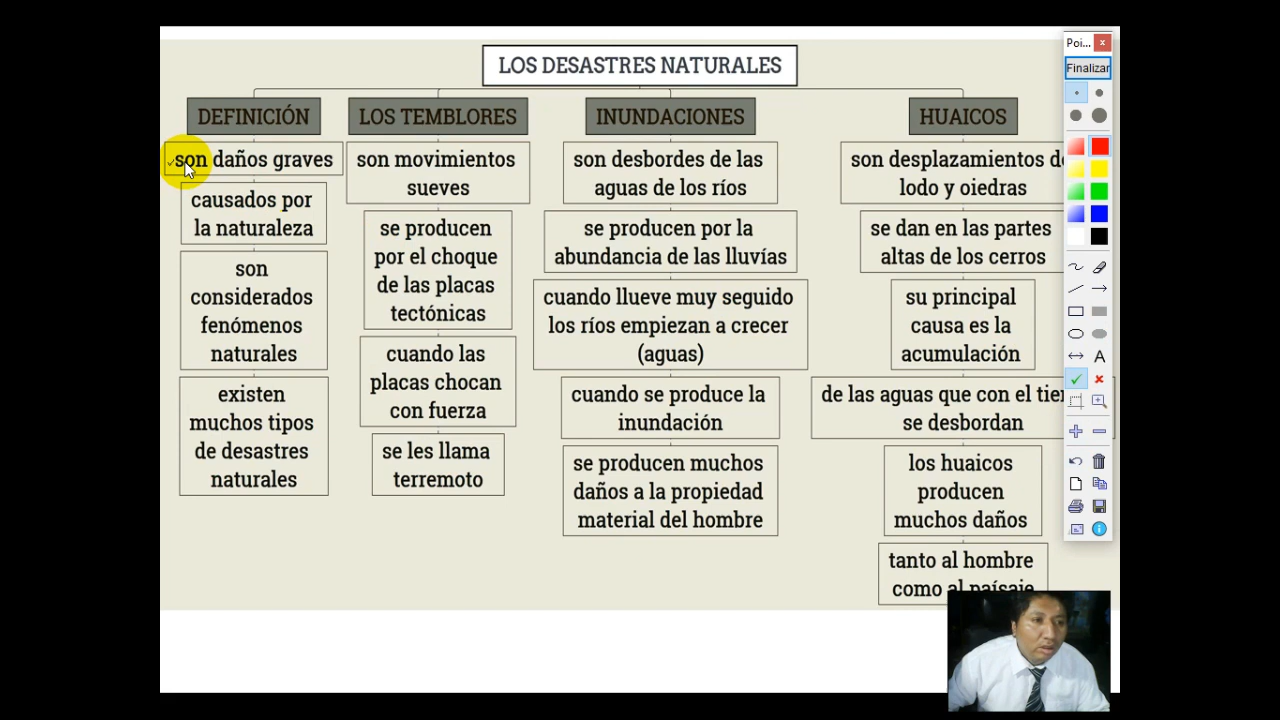 LOS DESASTRES NATURALES
DEFINICIÓN
son daños graves
causados por
la naturaleza
son
considerados
fenómenos
naturales
existen
muchos tipos
de desastres
naturales
LOS TEMBLORES
son movimientos
sueves
se producen
por el choque
de las placas
tectónicas
cuando las
placas chocan
con fuerza
se les llama
terremoto
INUNDACIONES
son desbordes de las
aguas de los ríos
se producen por la
abundancia de las lluvías
cuando llueve muy seguido
los ríos empiezan a crecer
(aguas)
cuando se produce la
inundación
se producen muchos
daños a la propiedad
material del hombre
HUAICOS
son desplazamientos
lodo y oiedras
se dan en las partes
altas de los cerros
su principal
causa es la
acumulación
de las aguas que con el
se desbordan
los huaicos
producen
muchos daños
tanto al hombre
como al païsaje
Poi...
Finalizar
A